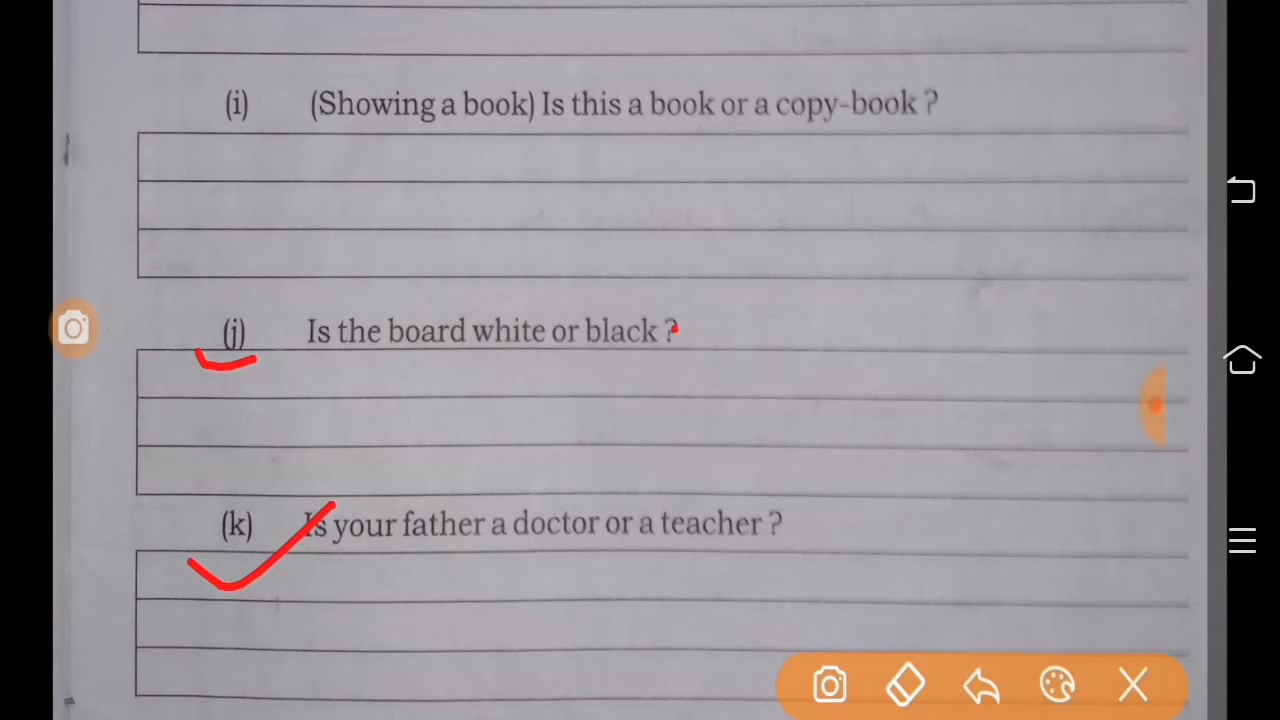 (i) (Showing a book) Is this a book or a copy-book ?
(j) Is the board white or black ?
(k) Is your father a doctor or a teacher ?